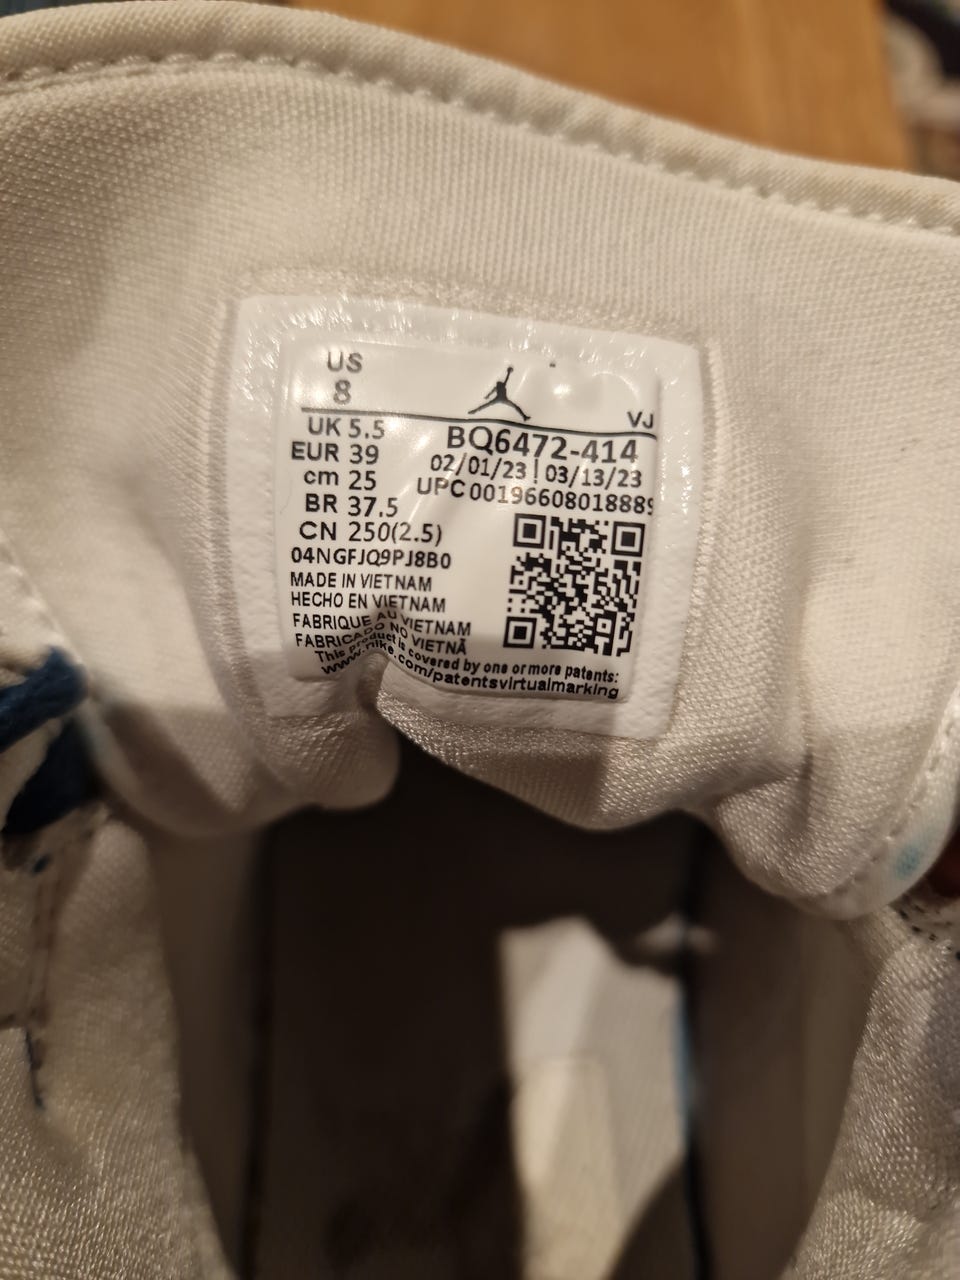 US
8
VJ
UK 5.5
EUR 39
cm 25
BR 37.5
CN 250(2.5)
BQ6472-414
02/01/23 | 03/13/23
UPC 00196608018889
04NGFJQ9PJ8B0
MADE IN VIETNAM
HECHO EN VIETNAM
FABRIQUE AU VIETNAM
FABRICADO NO VIETNÃ
This product is covered by one or more patents:
www.nike.com/patentsvirtualmarking